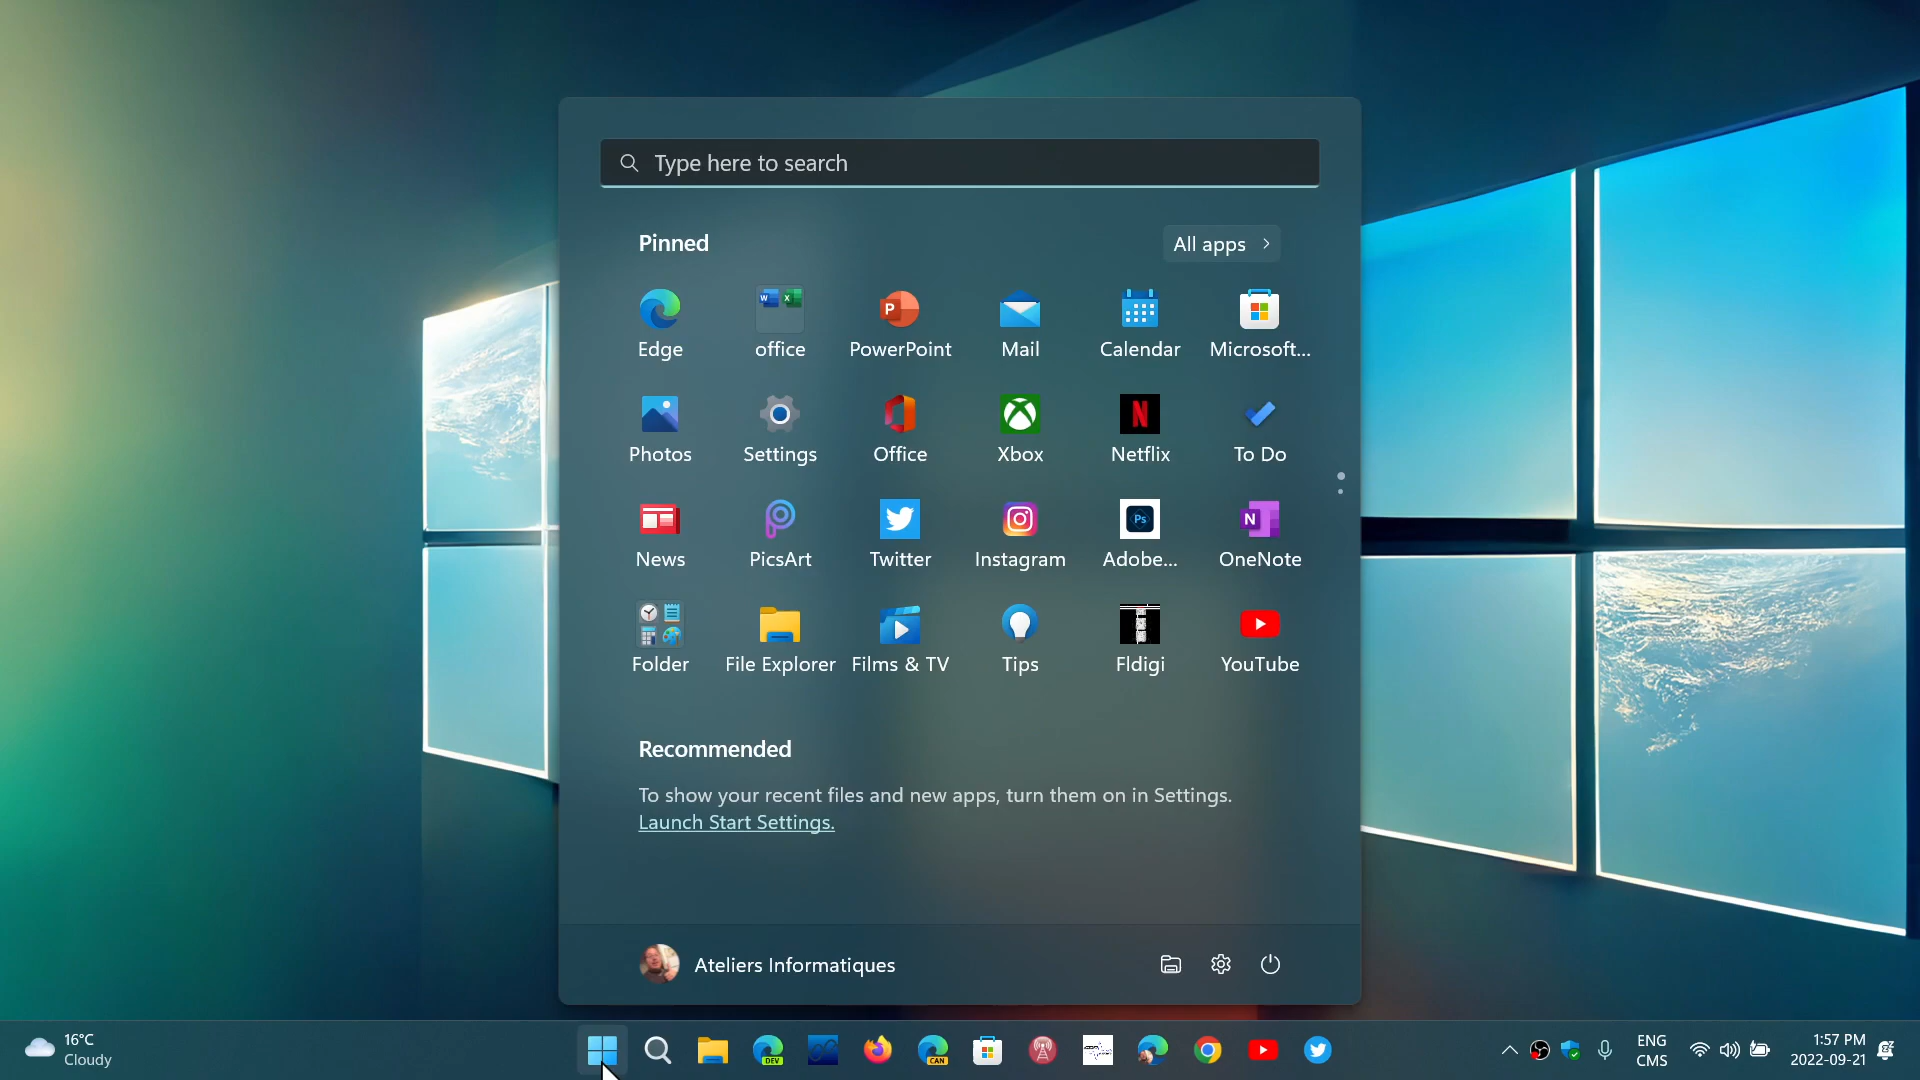 Type here to search
Pinned
All apps
Edge
office
PowerPoint
Mail
Calendar
Microsoft...
Photos
Settings
Office
Xbox
Netflix
To Do
News
PicsArt
Twitter
Instagram
Adobe...
OneNote
Folder
File Explorer
Films & TV
Tips
Fldigi
YouTube
Recommended
To show your recent files and new apps, turn them on in Settings.
Launch Start Settings.
Ateliers Informatiques
16°C
Cloudy
DEV
CAN
ENG
CMS
1:57 PM
2022-09-21